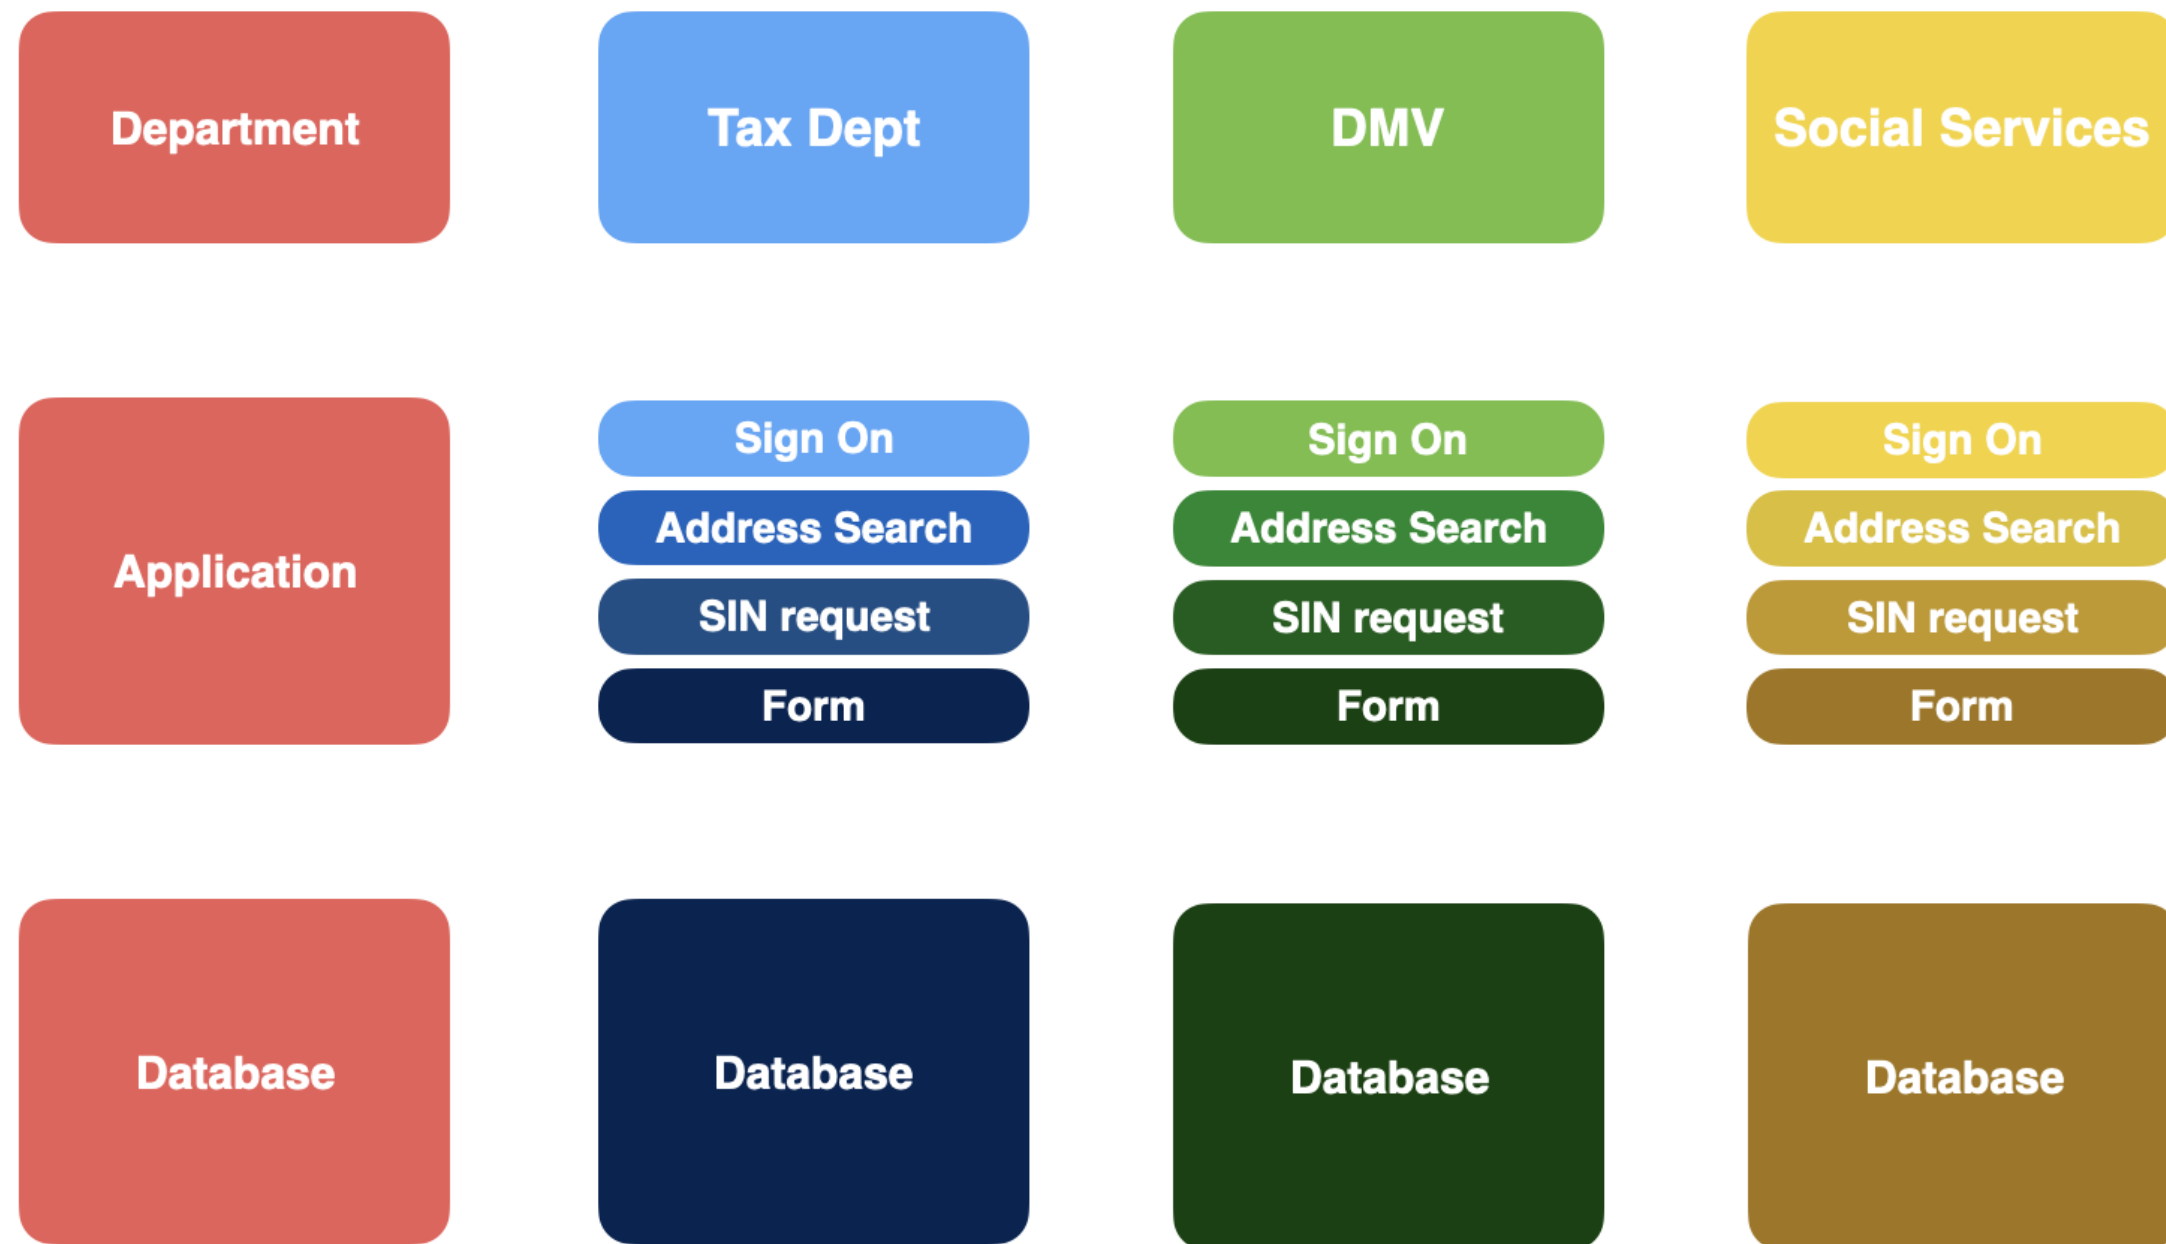 Department
Tax Dept
DMV
Social Services
Application
Sign On
Address Search
SIN request
Form
Sign On
Address Search
SIN request
Form
Sign On
Address Search
SIN request
Form
Database
Database
Database
Database